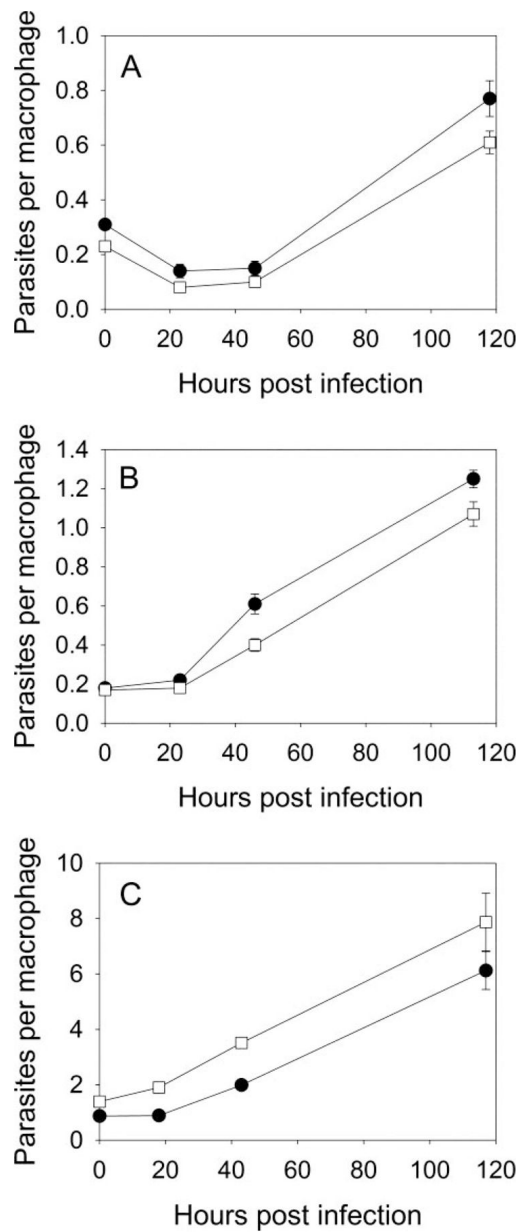 1.0
A
0.8
0.6
0.4
0.2
0.0
Parasites per macrophage
0 20 40 60 80 100 120
Hours post infection
1.4
B
1.2
1.0
0.8
0.6
0.4
0.2
0.0
Parasites per macrophage
0 20 40 60 80 100 120
Hours post infection
10
C
8
6
4
2
0
Parasites per macrophage
0 20 40 60 80 100 120
Hours post infection